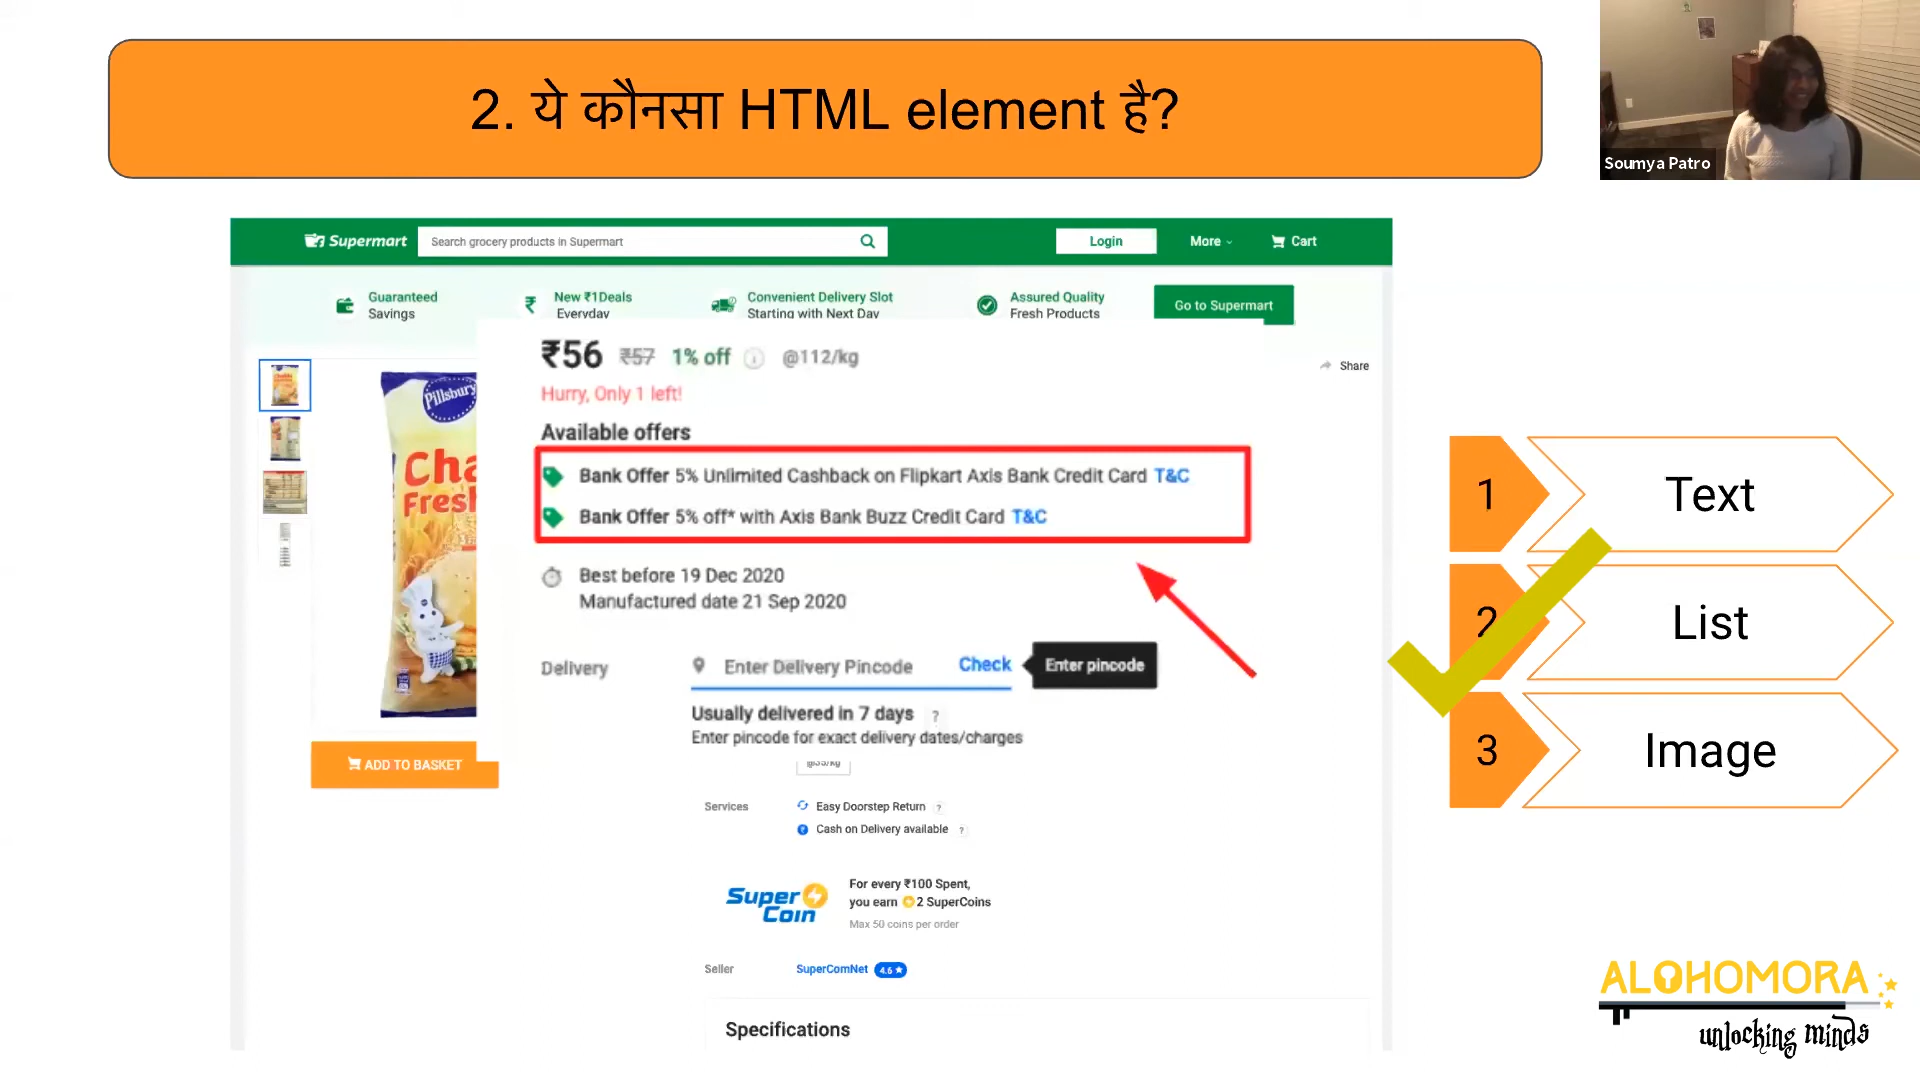 2. ये कौनसा HTML element है?
Soumya Patro
Supermart
Search grocery products in Supermart
Login
More
Cart
Guaranteed
Savings
New ₹1Deals
Everyday
Convenient Delivery Slot
Starting with Next Day
Assured Quality
Fresh Products
Go to Supermart
₹56 ₹57 1% off @112/kg
Share
Hurry, Only 1 left!
Available offers
Bank Offer 5% Unlimited Cashback on Flipkart Axis Bank Credit Card T&C
Bank Offer 5% off* with Axis Bank Buzz Credit Card T&C
Best before 19 Dec 2020
Manufactured date 21 Sep 2020
Delivery
Enter Delivery Pincode
Check
Enter pincode
Usually delivered in 7 days ?
Enter pincode for exact delivery dates/charges
Pillsbury
Cha
Fresh
ADD TO BASKET
Services
Easy Doorstep Return ?
Cash on Delivery available ?
Super
Coin
For every ₹100 Spent,
you earn 2 SuperCoins
Max 50 coins per order
Seller
SuperComNet 4.6 ★
Specifications
1 Text
2 List
3 Image
ALOHOMORA
unlocking minds